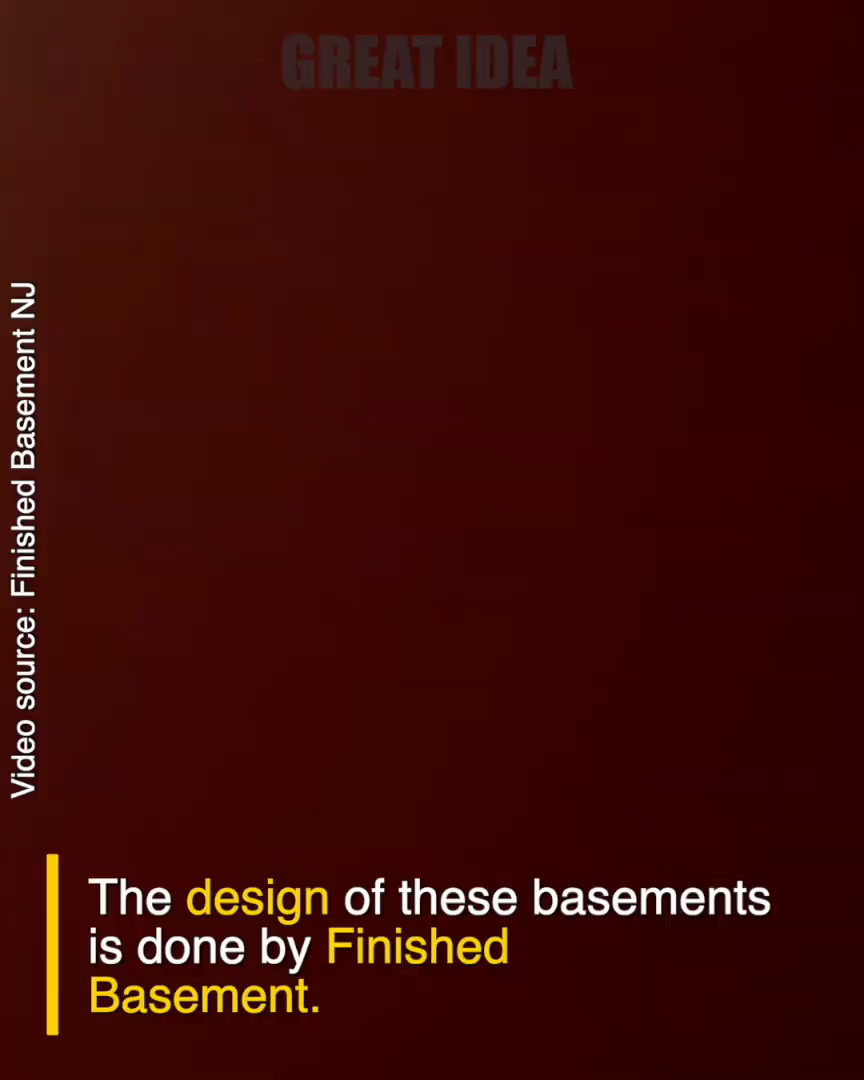 GREAT IDEA
Video source: Finished Basement NJ
The design of these basements
is done by Finished
Basement.